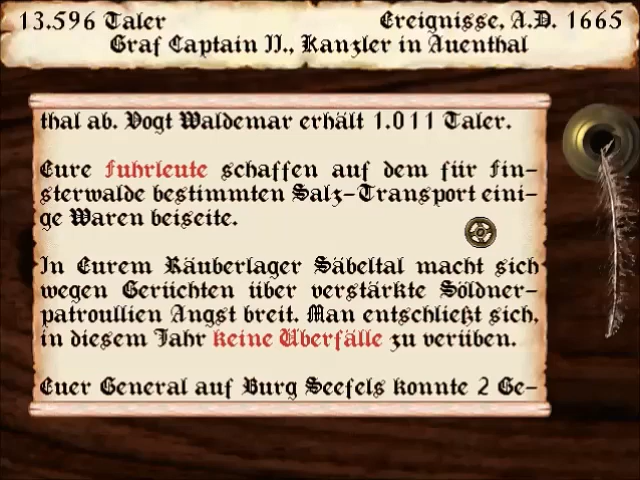 13.596 Taler Ereignisse, A.D. 1665
Graf Captain II., Kanzler in Auenthal
thal ab. Vogt Waldemar erhält 1.011 Taler.
Eure Fuhrleute schaffen auf dem für Fin-
sterwalde bestimmten Salz-Transport eini-
ge Waren beiseite.
In Eurem Räuberlager Säbeltal macht sich
wegen Gerüchten über verstärkte Söldner-
patroullien Angst breit. Man entschließt sich,
in diesem Jahr keine Überfälle zu verüben.
Euer General auf Burg Seefels konnte 2 Ge-